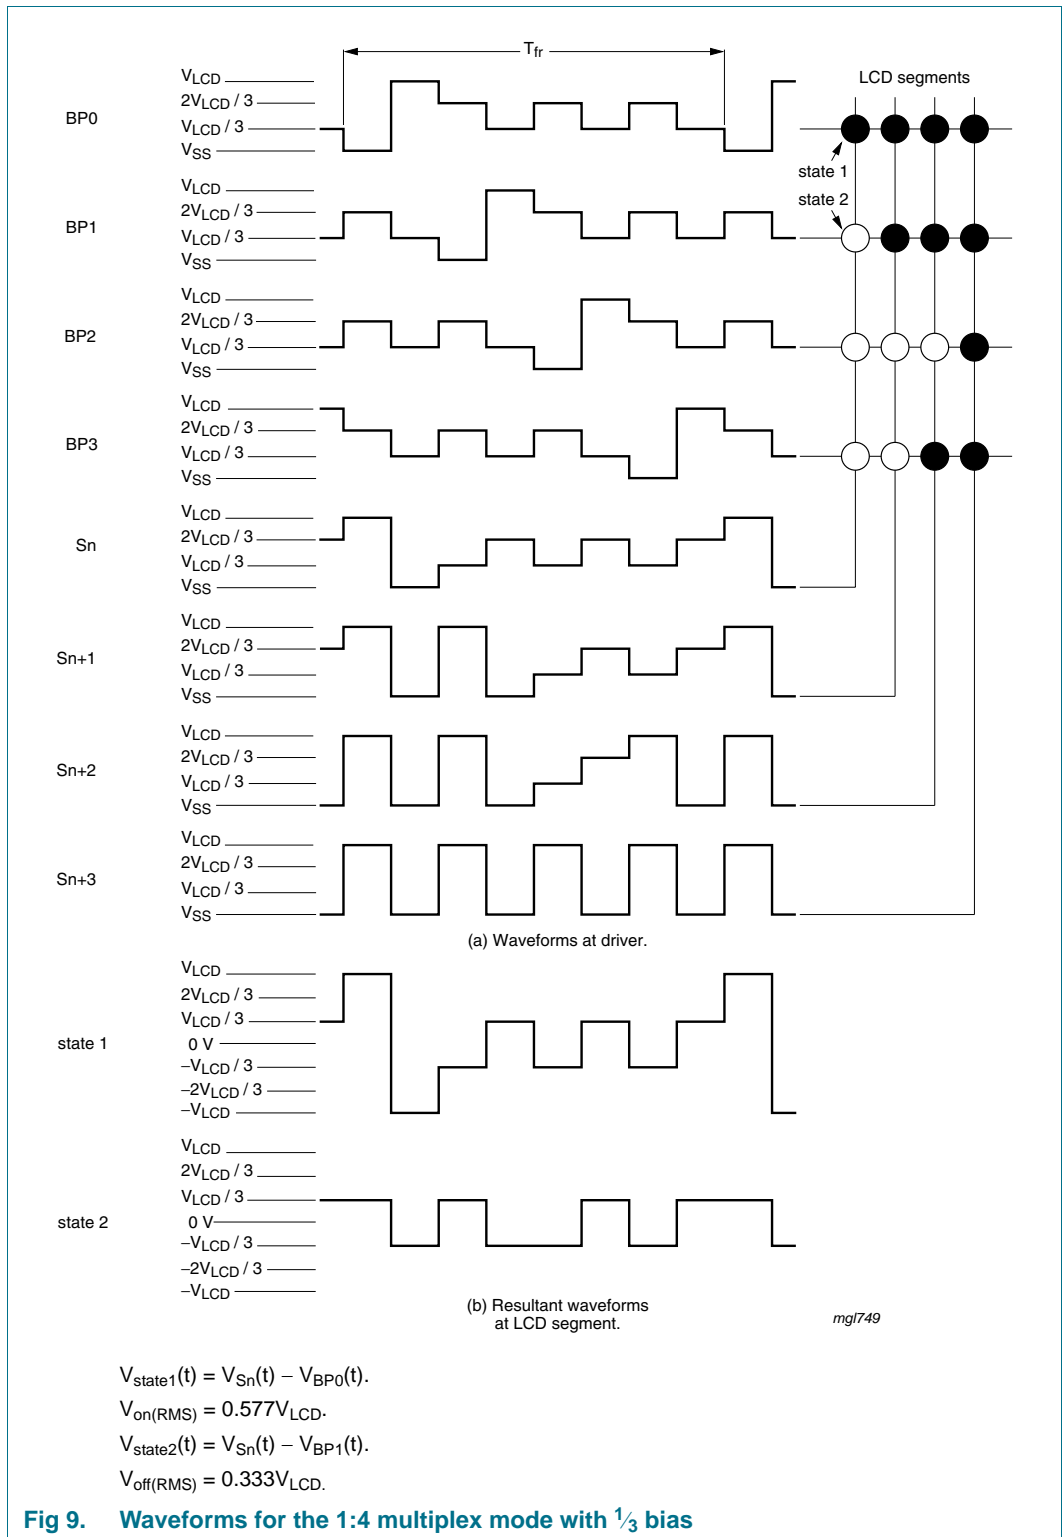 Tfr
VLCD
2VLCD / 3
VLCD / 3
VSS
BP0
LCD segments
state 1
state 2
VLCD
2VLCD / 3
VLCD / 3
VSS
BP1
VLCD
2VLCD / 3
VLCD / 3
VSS
BP2
VLCD
2VLCD / 3
VLCD / 3
VSS
BP3
VLCD
2VLCD / 3
VLCD / 3
VSS
Sn
VLCD
2VLCD / 3
VLCD / 3
VSS
Sn+1
VLCD
2VLCD / 3
VLCD / 3
VSS
Sn+2
VLCD
2VLCD / 3
VLCD / 3
VSS
Sn+3
(a) Waveforms at driver.
VLCD
2VLCD / 3
VLCD / 3
0 V
−VLCD / 3
−2VLCD / 3
−VLCD
state 1
VLCD
2VLCD / 3
VLCD / 3
0 V
−VLCD / 3
−2VLCD / 3
−VLCD
state 2
(b) Resultant waveforms
at LCD segment.
mgl749
Vstate1(t) = VSn(t) − VBP0(t).
Von(RMS) = 0.577VLCD.
Vstate2(t) = VSn(t) − VBP1(t).
Voff(RMS) = 0.333VLCD.
Fig 9. Waveforms for the 1:4 multiplex mode with 1⁄3 bias